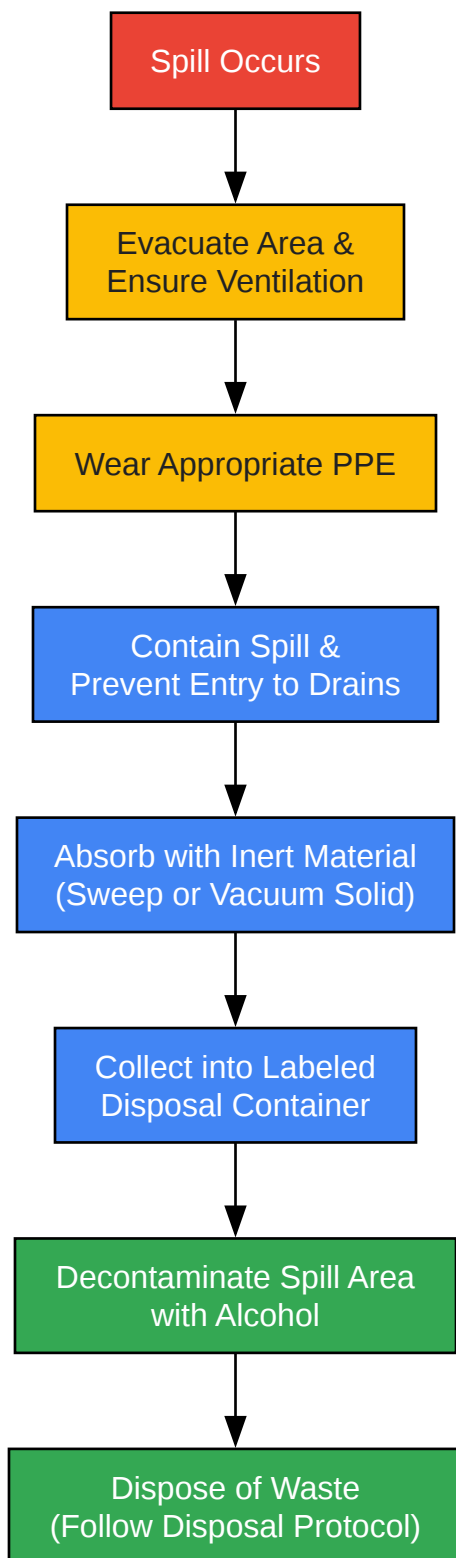 Spill Occurs
Evacuate Area &
Ensure Ventilation
Wear Appropriate PPE
Contain Spill &
Prevent Entry to Drains
Absorb with Inert Material
(Sweep or Vacuum Solid)
Collect into Labeled
Disposal Container
Decontaminate Spill Area
with Alcohol
Dispose of Waste
(Follow Disposal Protocol)